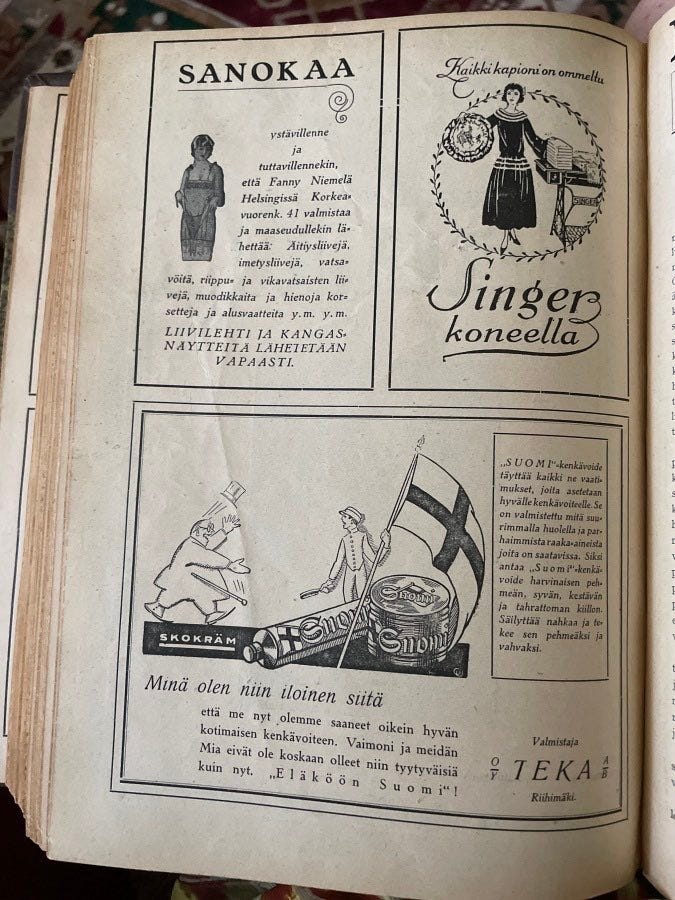 SANOKAA
ystävillenne
ja
tuttavillennekin,
että Fanny Niemelä
Helsingissä Korkea-
vuorenk. 41 valmistaa
ja maaseudullekin lä-
hettää: Äitiysliivejä,
imetysliivejä, vatsa-
vöitä, riippu- ja vikavatsaisten lii-
vejä, muodikkaita ja hienoja kor-
setteja ja alusvaatteita y.m. y.m.
LIIVILEHTI JA KANGAS-
NÄYTTEITÄ LÄHETETÄÄN
VAPAASTI.
Kaikki kapioni on ommeltu
SINGER
Singer
koneella
SKOKRÄM
Suomi
Suomi
Suomi
„SUOMI"-kenkävoide
täyttää kaikki ne vaati-
mukset, joita asetetaan
hyvälle kenkävoiteelle. Se
on valmistettu mitä suu-
rimmalla huolella ja par-
haimmista raaka-aineista
joita on saatavissa. Siksi
antaa „Suomi"-kenkä-
voide harvinaisen peh-
meän, syvän, kestävän
ja tahrattoman kiillon.
Säilyttää nahkaa ja te-
kee sen pehmeäksi ja
vahvaksi.
Minä olen niin iloinen siitä
että me nyt olemme saaneet oikein hyvän
kotimaisen kenkävoiteen. Vaimoni ja meidän
Mia eivät ole koskaan olleet niin tyytyväisiä
kuin nyt. „Eläköön Suomi"!
Valmistaja
O/Y TEKA A/B
Riihimäki.